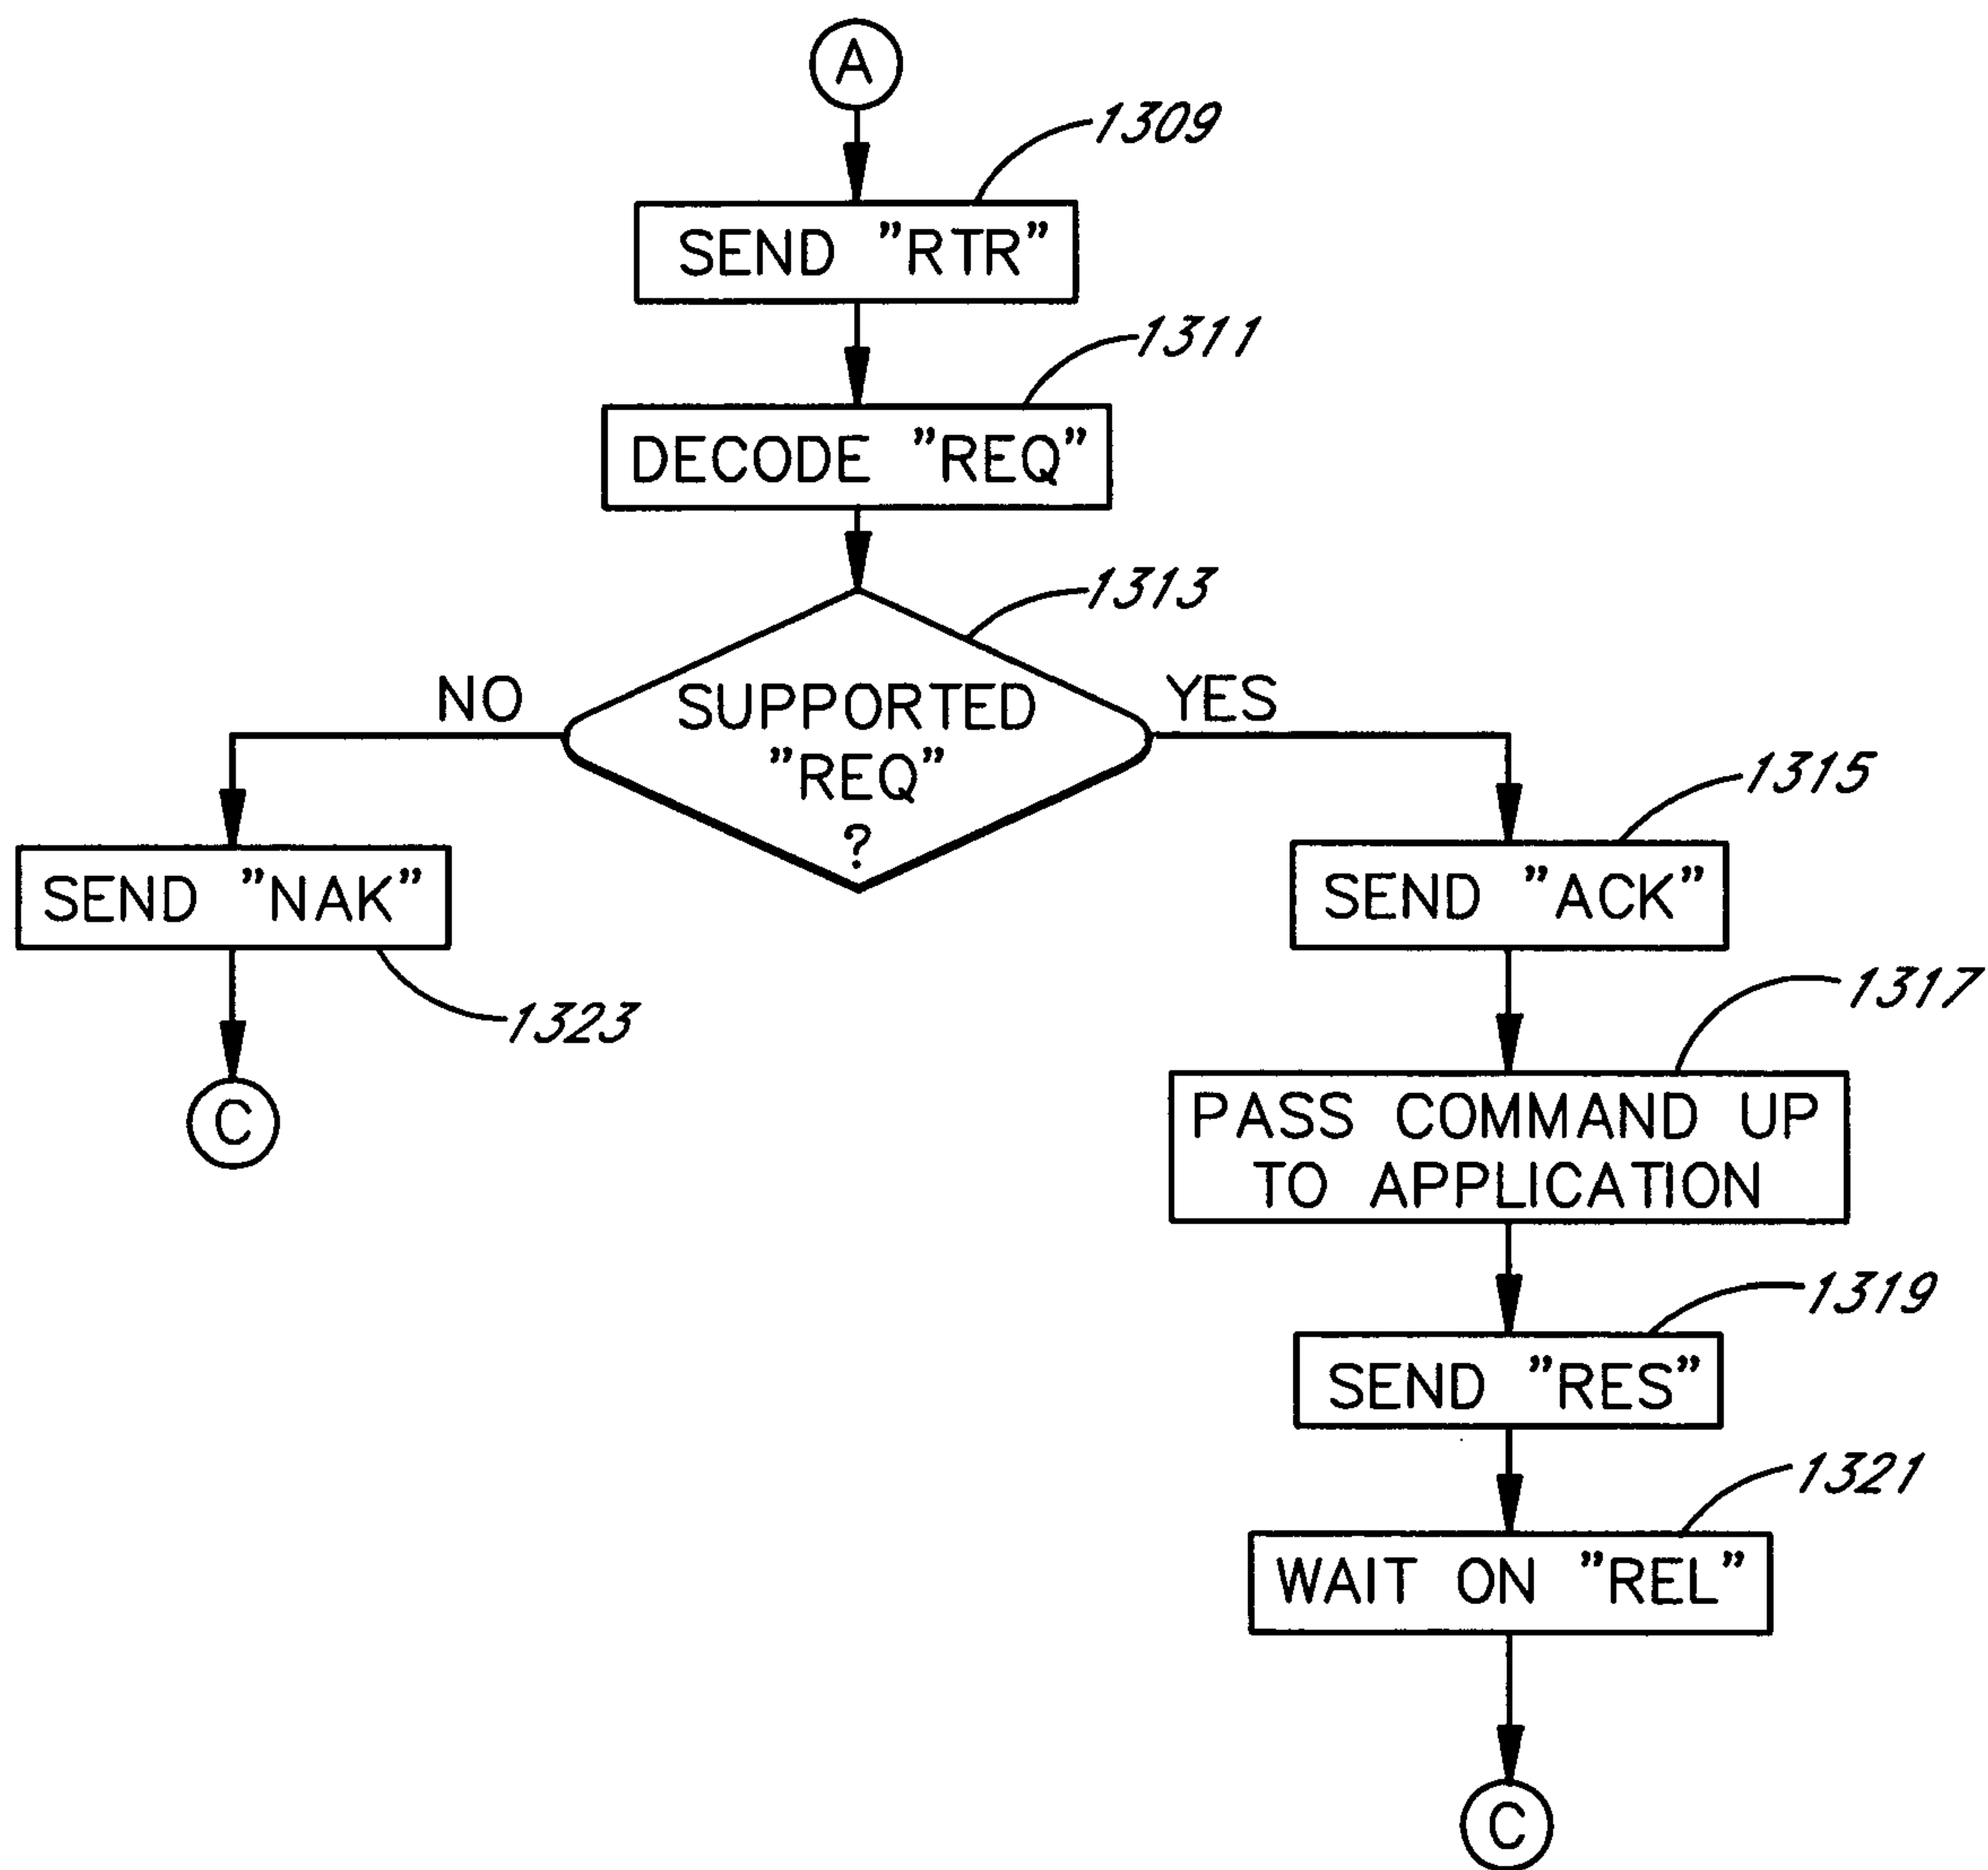 A
1309
SEND "RTR"
1311
DECODE "REQ"
1313
NO
SUPPORTED
"REQ"
?
YES
1315
SEND "NAK"
SEND "ACK"
1323
1317
C
PASS COMMAND UP
TO APPLICATION
1319
SEND "RES"
1321
WAIT ON "REL"
C